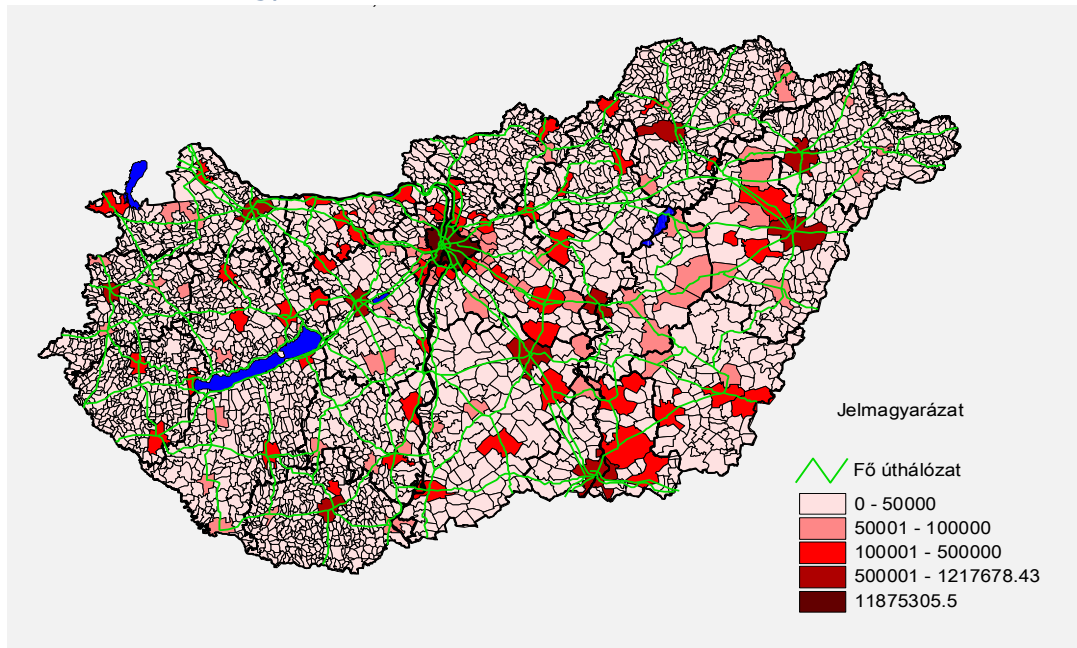 Jelmagyarázat
Fő úthálózat
0 - 50000
50001 - 100000
100001 - 500000
500001 - 1217678.43
11875305.5